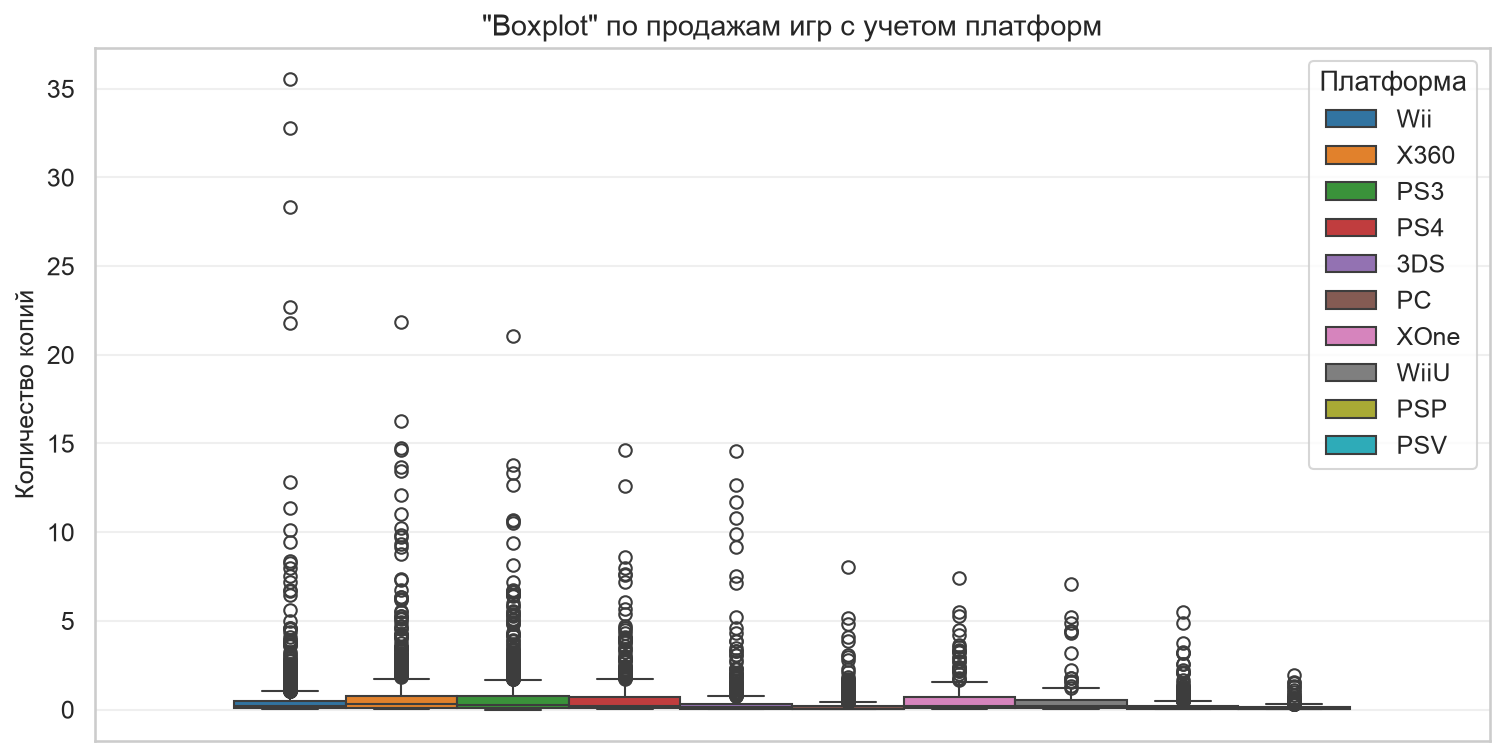 "Boxplot" по продажам игр с учетом платформ
Количество копий
35
30
25
20
15
10
5
0
Платформа
Wii
X360
PS3
PS4
3DS
PC
XOne
WiiU
PSP
PSV